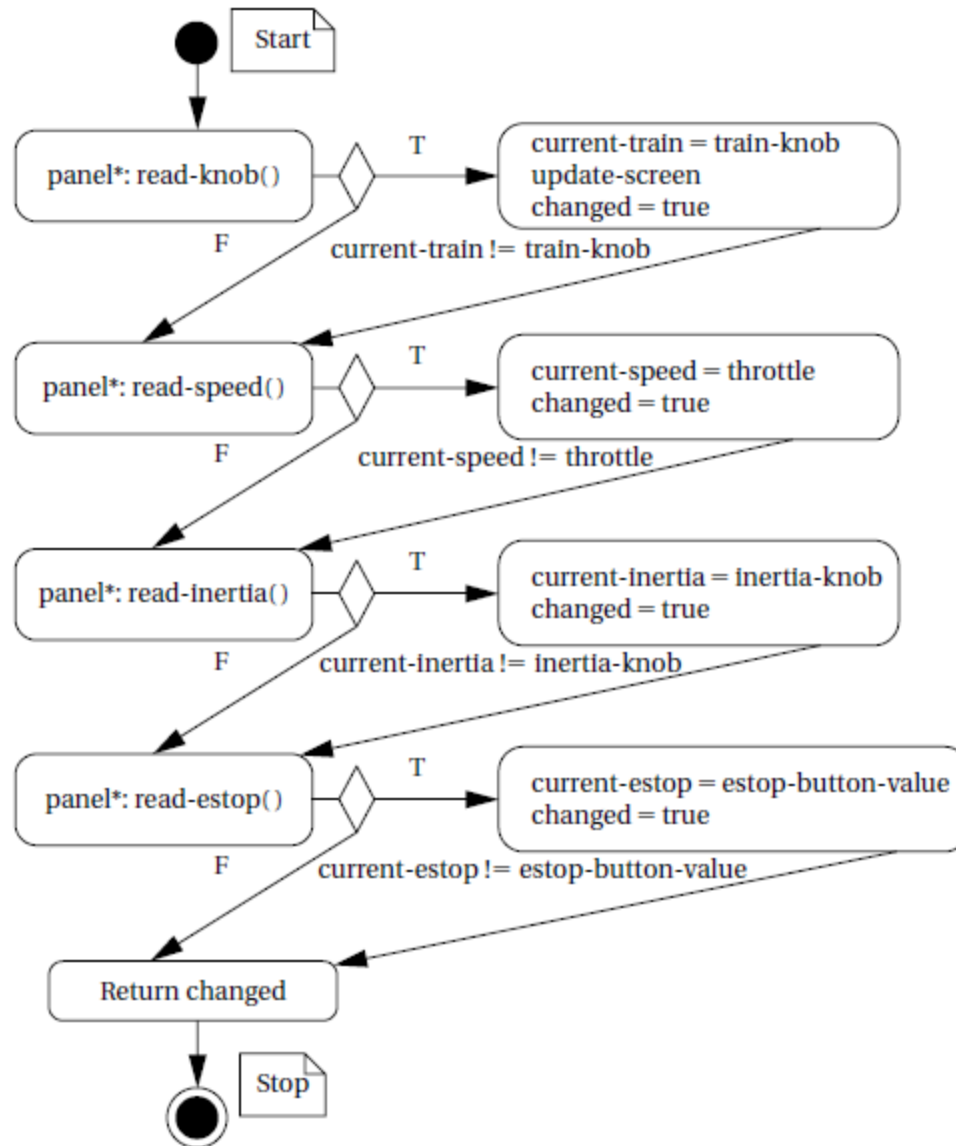 Start
panel*: read-knob()
T
current-train = train-knob
update-screen
changed = true
F
current-train != train-knob
panel*: read-speed()
T
current-speed = throttle
changed = true
F
current-speed != throttle
panel*: read-inertia()
T
current-inertia = inertia-knob
changed = true
F
current-inertia != inertia-knob
panel*: read-estop()
T
current-estop = estop-button-value
changed = true
F
current-estop != estop-button-value
Return changed
Stop